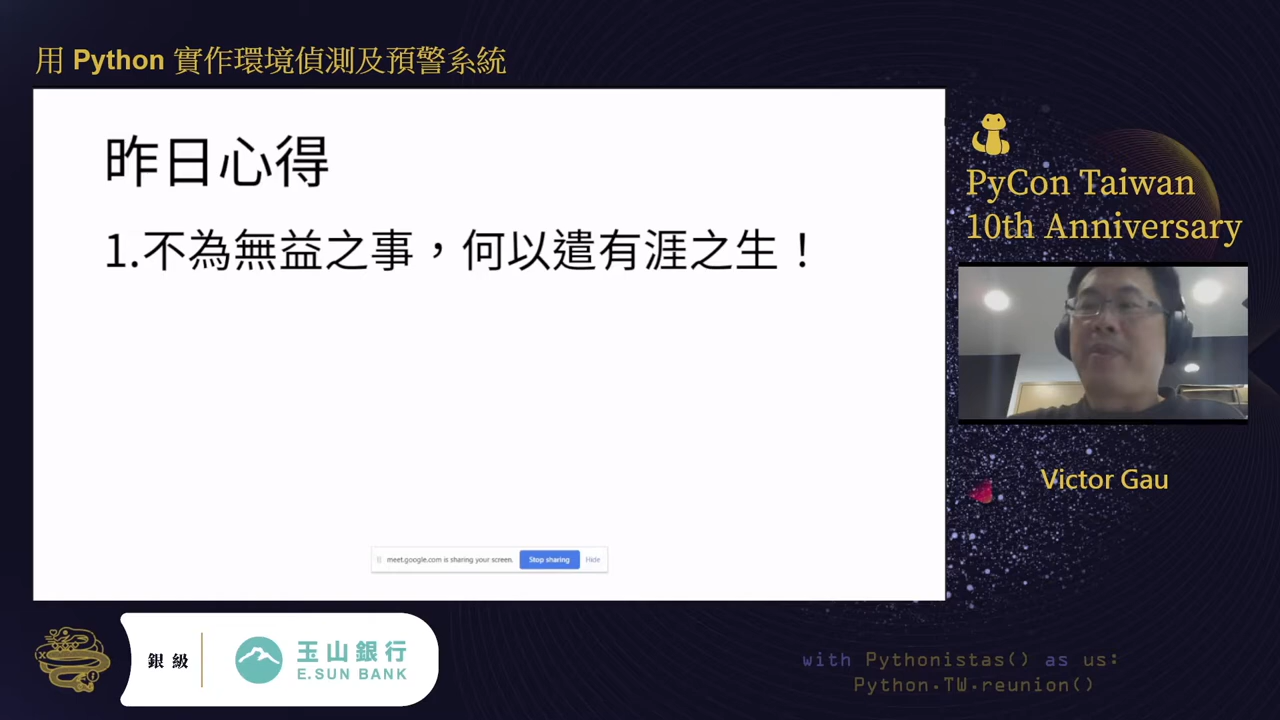 用 Python 實作環境偵測及預警系統
昨日心得
1.不為無益之事，何以遣有涯之生！
meet.google.com is sharing your screen.
Stop sharing
Hide
PyCon Taiwan
10th Anniversary
Victor Gau
銀級
玉山銀行
E.SUN BANK
with Pythonistas() as us:
Python.TW.reunion()